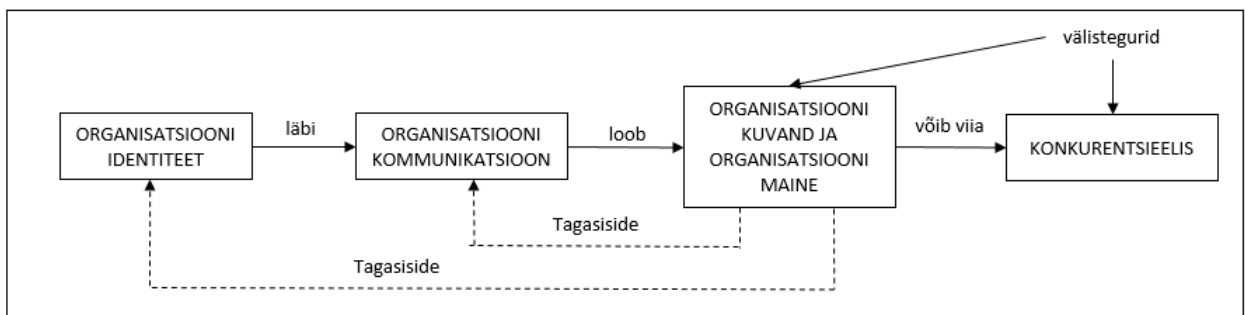 välistegurid
ORGANISATSIOONI
IDENTITEET
läbi
ORGANISATSIOONI
KOMMUNIKATSIOON
loob
ORGANISATSIOONI
KUVAND JA
ORGANISATSIOONI
MAINE
võib viia
KONKURENTSIEELIS
Tagasiside
Tagasiside